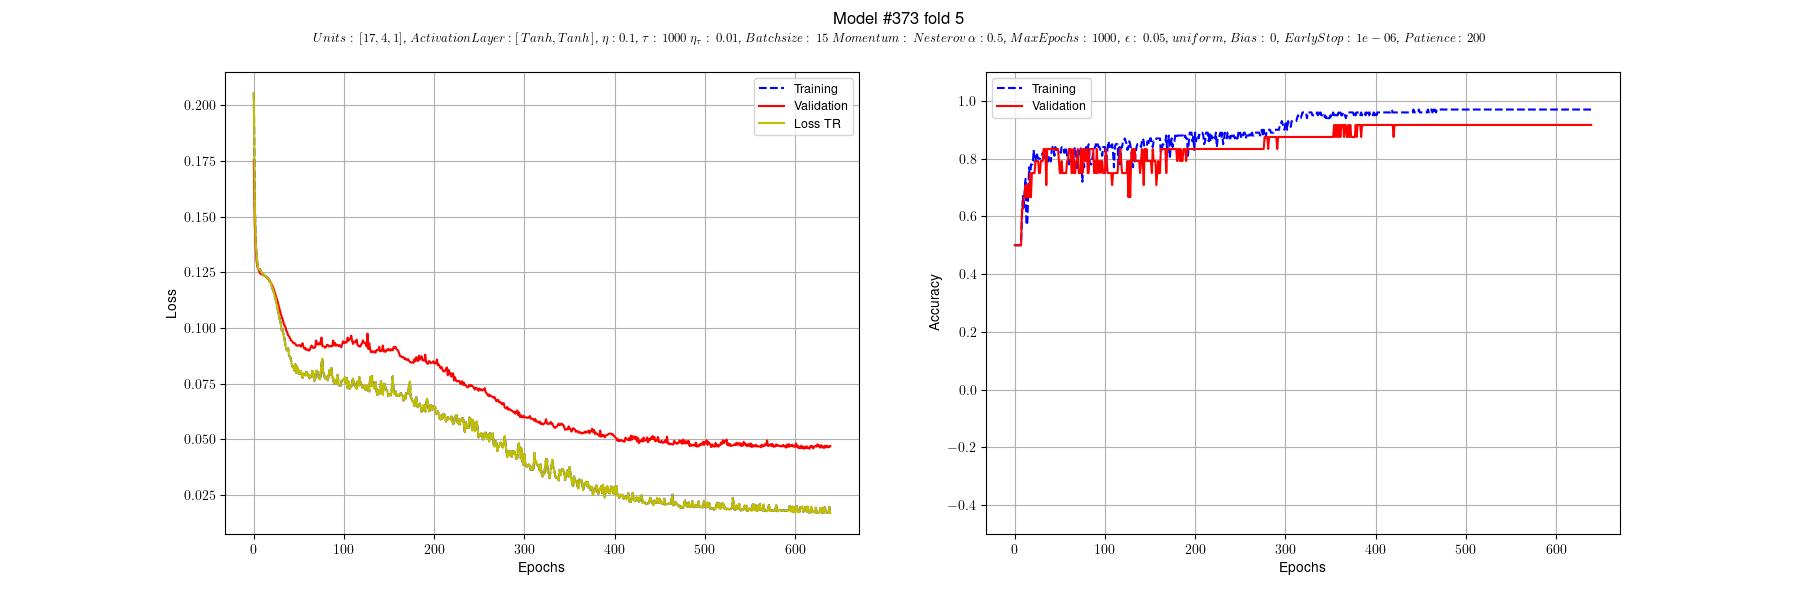 Model #373 fold 5
Units : [17, 4, 1], ActivationLayer : [Tanh, Tanh], η : 0.1, τ : 1000 ητ : 0.01, Batchsize : 15 Momentum : Nesterov α : 0.5, MaxEpochs : 1000, ϵ : 0.05, uniform, Bias : 0, EarlyStop : 1e − 06, Patience : 200
Training
Validation
Loss TR
0.200
0.175
0.150
0.125
0.100
0.075
0.050
0.025
Loss
0 100 200 300 400 500 600
Epochs
Training
Validation
1.0
0.8
0.6
0.4
0.2
0.0
−0.2
−0.4
Accuracy
0 100 200 300 400 500 600
Epochs